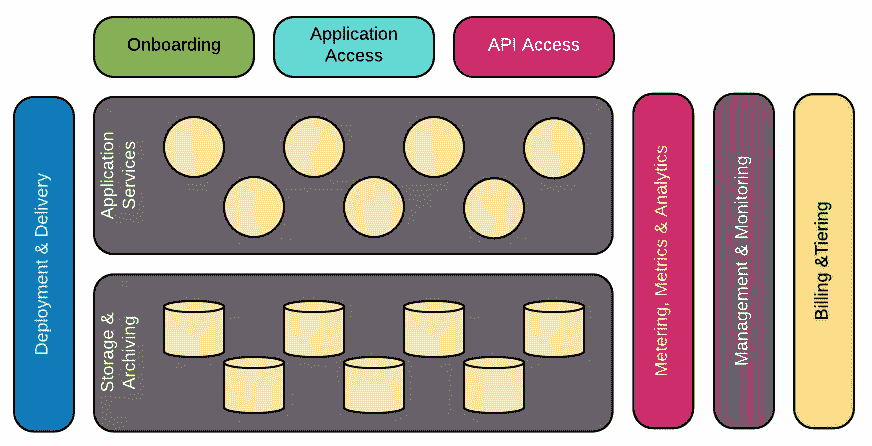 Onboarding
Application
Access
API Access
Deployment & Delivery
Application
Services
Storage &
Archiving
Metering, Metrics & Analytics
Management & Monitoring
Billing &Tiering